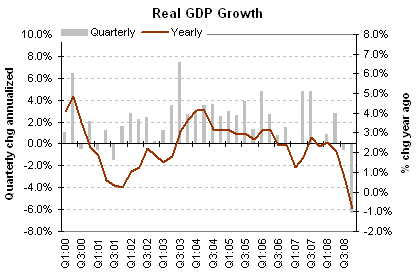 Real GDP Growth
Quarterly
Yearly
Quarterly chg annualized
10.0%
8.0%
6.0%
4.0%
2.0%
0.0%
-2.0%
-4.0%
-6.0%
-8.0%
8.0%
7.0%
6.0%
5.0%
4.0%
3.0%
2.0%
1.0%
0.0%
-1.0%
-2.0%
% chg year ago
Q1:00
Q3:00
Q1:01
Q3:01
Q1:02
Q3:02
Q1:03
Q3:03
Q1:04
Q3:04
Q1:05
Q3:05
Q1:06
Q3:06
Q1:07
Q3:07
Q1:08
Q3:08